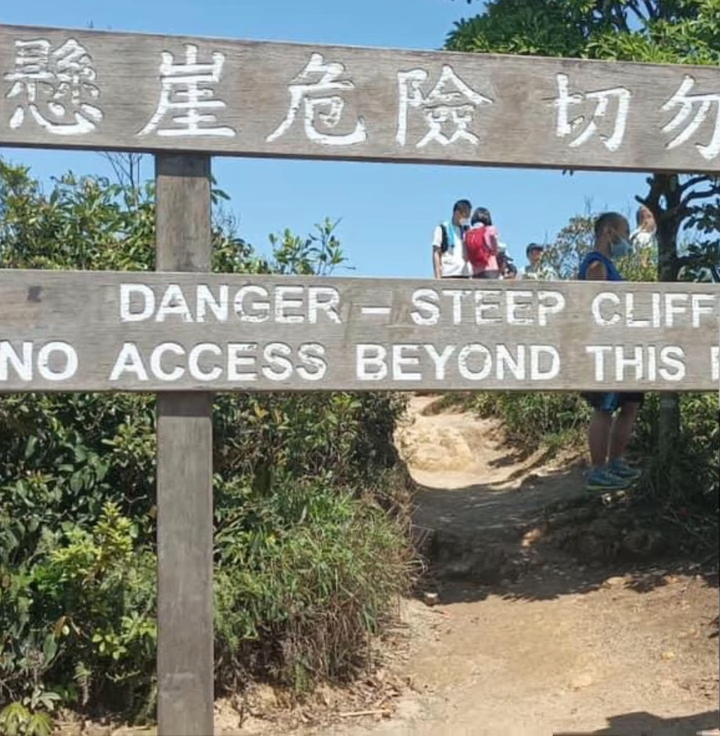 懸崖危險 切勿
DANGER – STEEP CLIFF
NO ACCESS BEYOND THIS